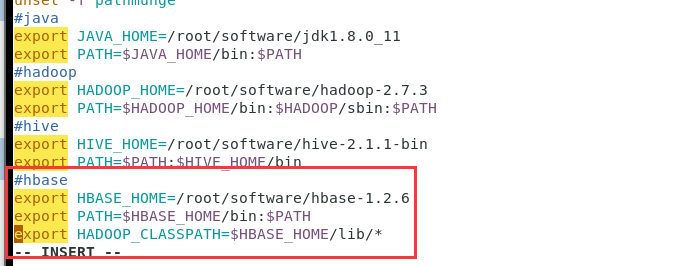 unset -f pathmunge
#java
export JAVA_HOME=/root/software/jdk1.8.0_11
export PATH=$JAVA_HOME/bin:$PATH
#hadoop
export HADOOP_HOME=/root/software/hadoop-2.7.3
export PATH=$HADOOP_HOME/bin:$HADOOP/sbin:$PATH
#hive
export HIVE_HOME=/root/software/hive-2.1.1-bin
export PATH=$PATH:$HIVE_HOME/bin
#hbase
export HBASE_HOME=/root/software/hbase-1.2.6
export PATH=$HBASE_HOME/bin:$PATH
export HADOOP_CLASSPATH=$HBASE_HOME/lib/*
-- INSERT --